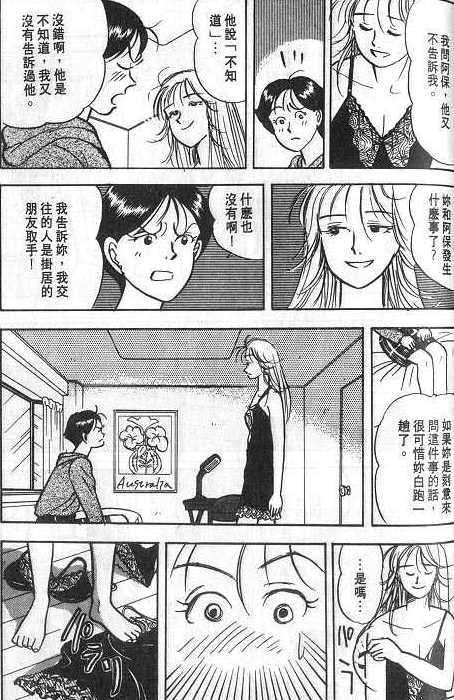 我問阿保，他又
不告訴我。
他說「不知
道」…
沒錯啊，他是
不知道，我又
沒有告訴過他。
妳和阿保發生
什麼事了？
什麼也
沒有啊！
我告訴妳，我交
往的人是掛居的
朋友取手！
如果妳是刻意來
問這件事的話，
很可惜妳白跑一
趟了。
Australia
…是嗎…